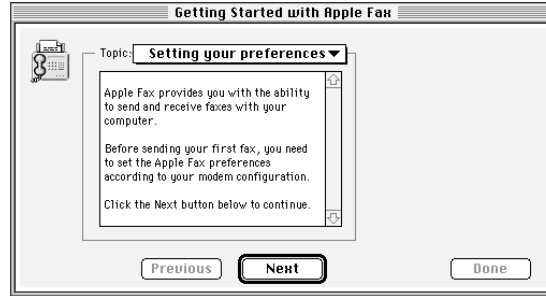 Getting Started with Apple Fax
Topic: Setting your preferences
Apple Fax provides you with the ability
to send and receive faxes with your
computer.
Before sending your first fax, you need
to set the Apple Fax preferences
according to your modem configuration.
Click the Next button below to continue.
Previous Next Done